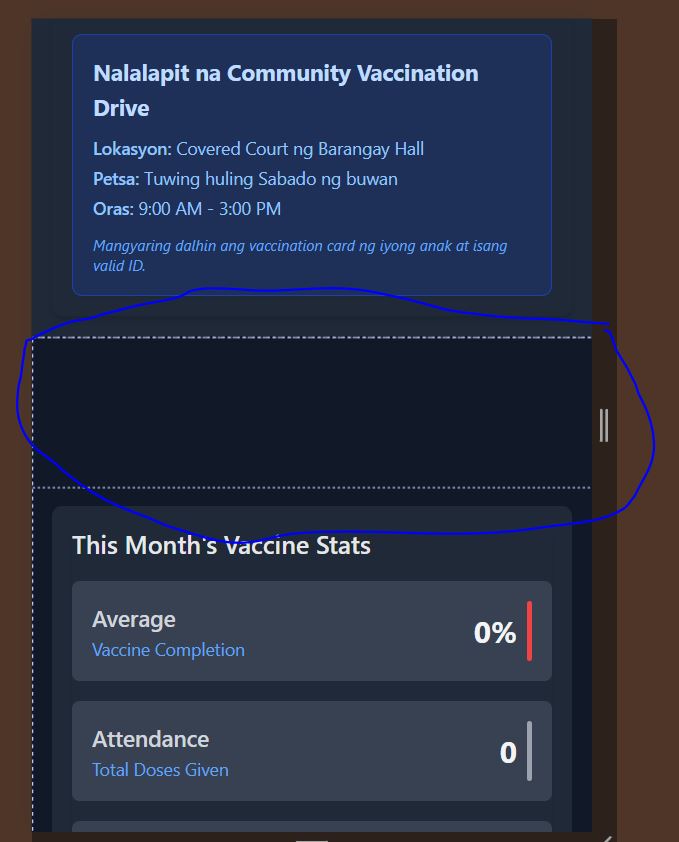 Nalalapit na Community Vaccination
Drive
Lokasyon: Covered Court ng Barangay Hall
Petsa: Tuwing huling Sabado ng buwan
Oras: 9:00 AM - 3:00 PM
Mangyaring dalhin ang vaccination card ng iyong anak at isang
valid ID.
This Month's Vaccine Stats
Average
Vaccine Completion
0%
Attendance
Total Doses Given
0